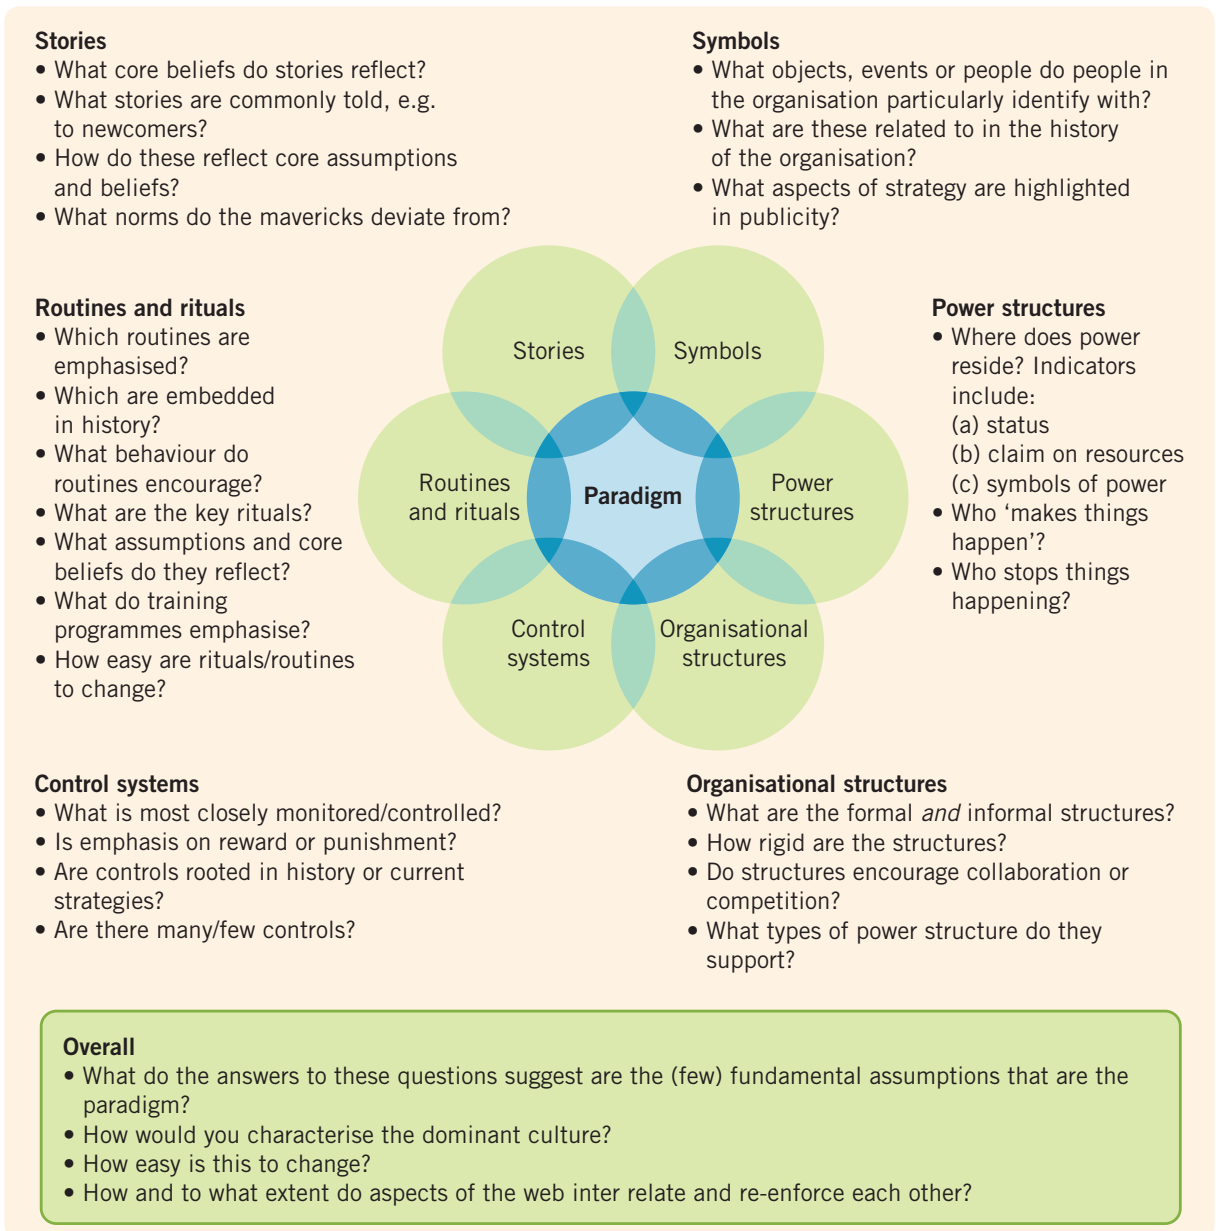 Stories
• What core beliefs do stories reflect?
• What stories are commonly told, e.g.
to newcomers?
• How do these reflect core assumptions
and beliefs?
• What norms do the mavericks deviate from?
Symbols
• What objects, events or people do people in
the organisation particularly identify with?
• What are these related to in the history
of the organisation?
• What aspects of strategy are highlighted
in publicity?
Routines and rituals
• Which routines are
emphasised?
• Which are embedded
in history?
• What behaviour do
routines encourage?
• What are the key rituals?
• What assumptions and core
beliefs do they reflect?
• What do training
programmes emphasise?
• How easy are rituals/routines
to change?
Stories
Symbols
Routines
and rituals
Paradigm
Power
structures
Control
systems
Organisational
structures
Power structures
• Where does power
reside? Indicators
include:
(a) status
(b) claim on resources
(c) symbols of power
• Who ‘makes things
happen’?
• Who stops things
happening?
Control systems
• What is most closely monitored/controlled?
• Is emphasis on reward or punishment?
• Are controls rooted in history or current
strategies?
• Are there many/few controls?
Organisational structures
• What are the formal and informal structures?
• How rigid are the structures?
• Do structures encourage collaboration or
competition?
• What types of power structure do they
support?
Overall
• What do the answers to these questions suggest are the (few) fundamental assumptions that are the
paradigm?
• How would you characterise the dominant culture?
• How easy is this to change?
• How and to what extent do aspects of the web inter relate and re-enforce each other?